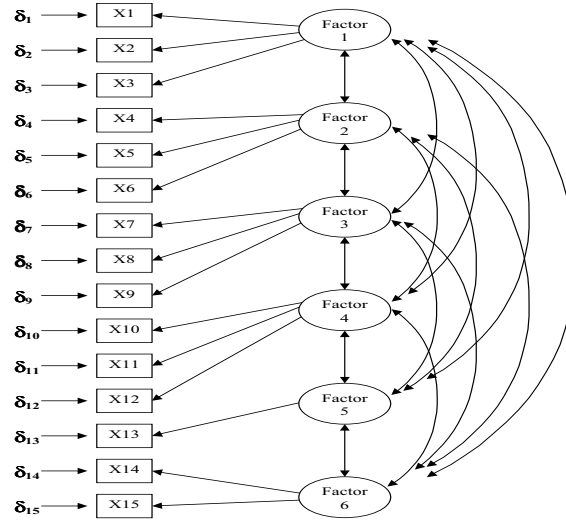 δ1 X1
δ2 X2
δ3 X3
δ4 X4
δ5 X5
δ6 X6
δ7 X7
δ8 X8
δ9 X9
δ10 X10
δ11 X11
δ12 X12
δ13 X13
δ14 X14
δ15 X15
Factor
1
Factor
2
Factor
3
Factor
4
Factor
5
Factor
6